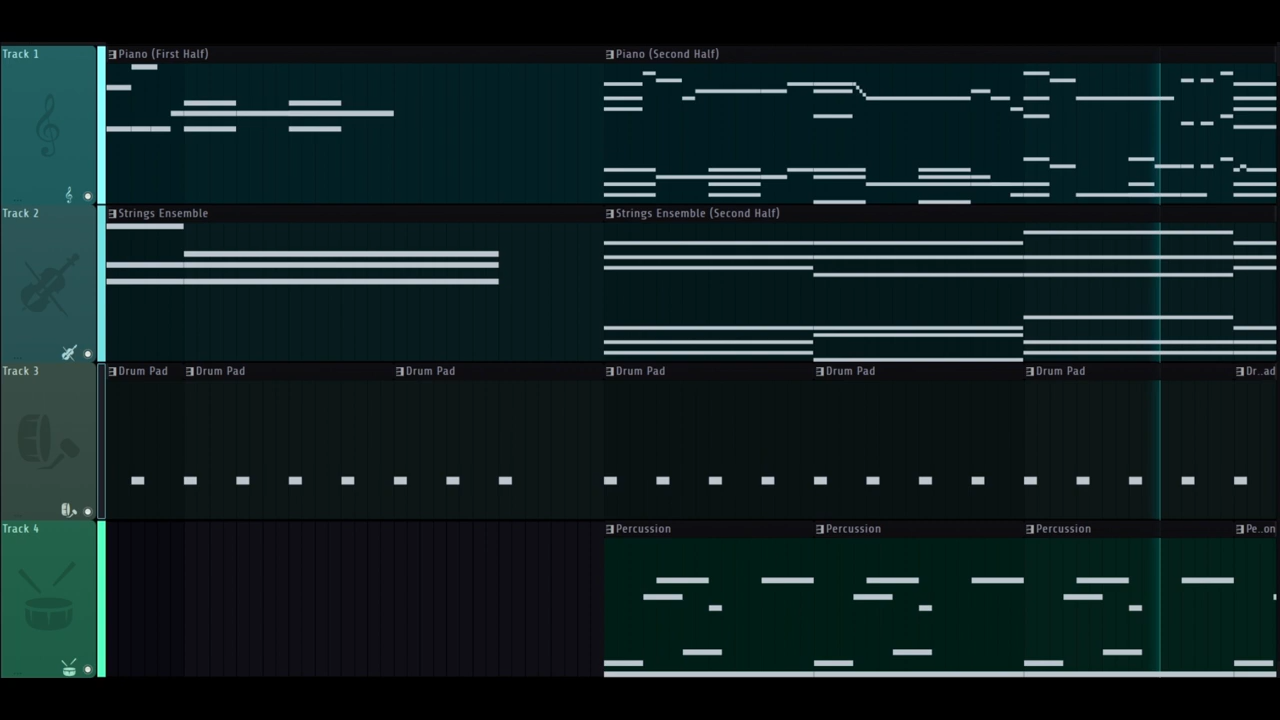 Track 1
Piano (First Half)
Piano (Second Half)
Track 2
Strings Ensemble
Strings Ensemble (Second Half)
Track 3
Drum Pad
Drum Pad
Drum Pad
Drum Pad
Drum Pad
Drum Pad
Dr..ad
Track 4
Percussion
Percussion
Percussion
Pe..on